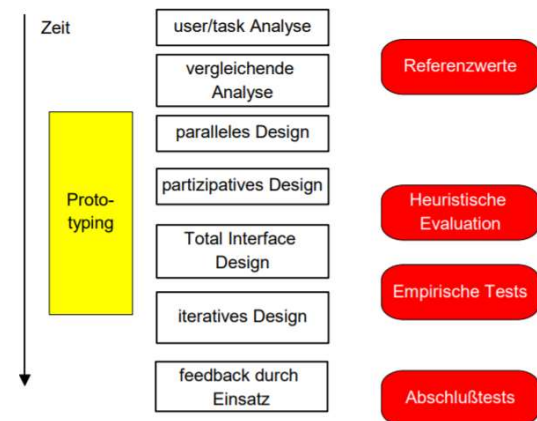 Zeit
user/task Analyse
vergleichende
Analyse
Referenzwerte
paralleles Design
Proto-
typing
partizipatives Design
Heuristische
Evaluation
Total Interface
Design
Empirische Tests
iteratives Design
feedback durch
Einsatz
Abschlußtests